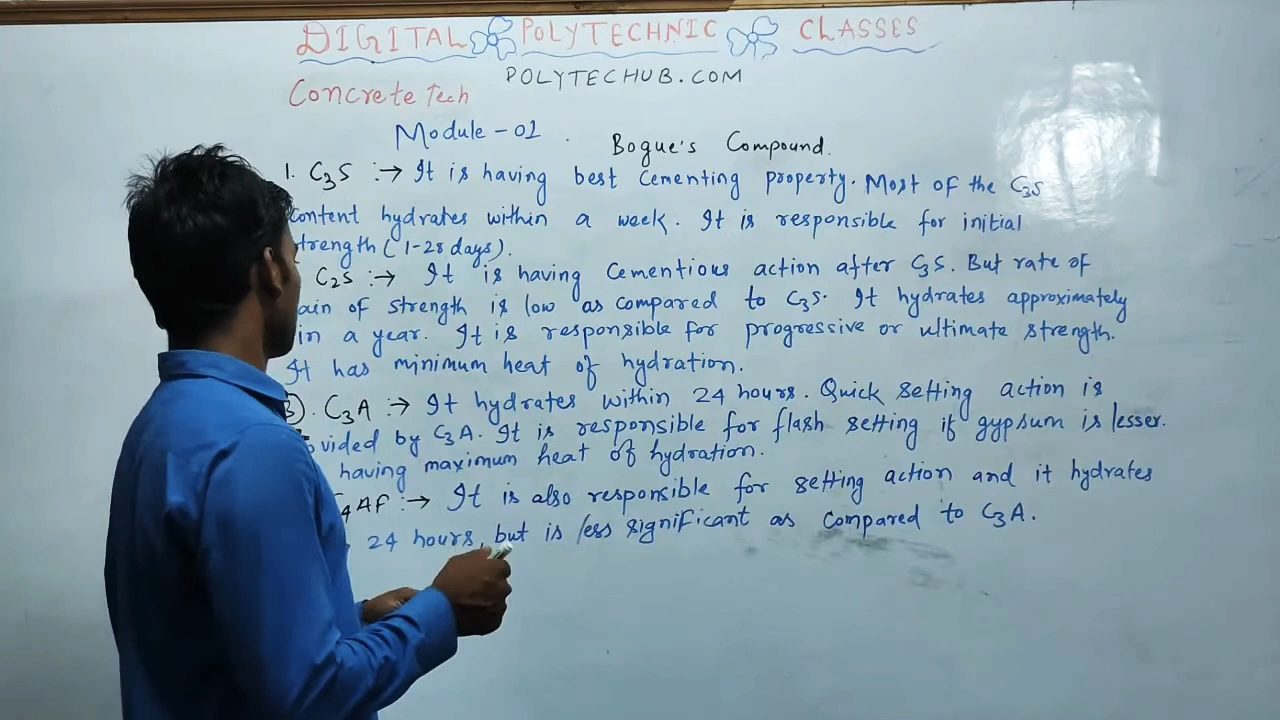 DIGITAL POLYTECHNIC CLASSES
POLYTECHUB.COM
Concrete Tech
Module - 01
Bogue's Compound.
1. C3S :→ It is having best cementing property. Most of the C3S
content hydrates within a week. It is responsible for initial
strength (1-28 days).
C2S :→ It is having Cementious action after C3S. But rate of
ain of strength is low as compared to C3S. It hydrates approximately
in a year. It is responsible for progressive or ultimate strength.
It has minimum heat of hydration.
3). C3A :→ It hydrates within 24 hours. Quick setting action is
ovided by C3A. It is responsible for flash setting if gypsum is lesser.
having maximum heat of hydration.
4AF :→ It is also responsible for setting action and it hydrates
24 hours, but is less significant as compared to C3A.